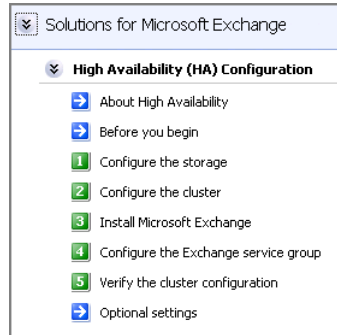 Solutions for Microsoft Exchange
High Availability (HA) Configuration
About High Availability
Before you begin
1 Configure the storage
2 Configure the cluster
3 Install Microsoft Exchange
4 Configure the Exchange service group
5 Verify the cluster configuration
Optional settings